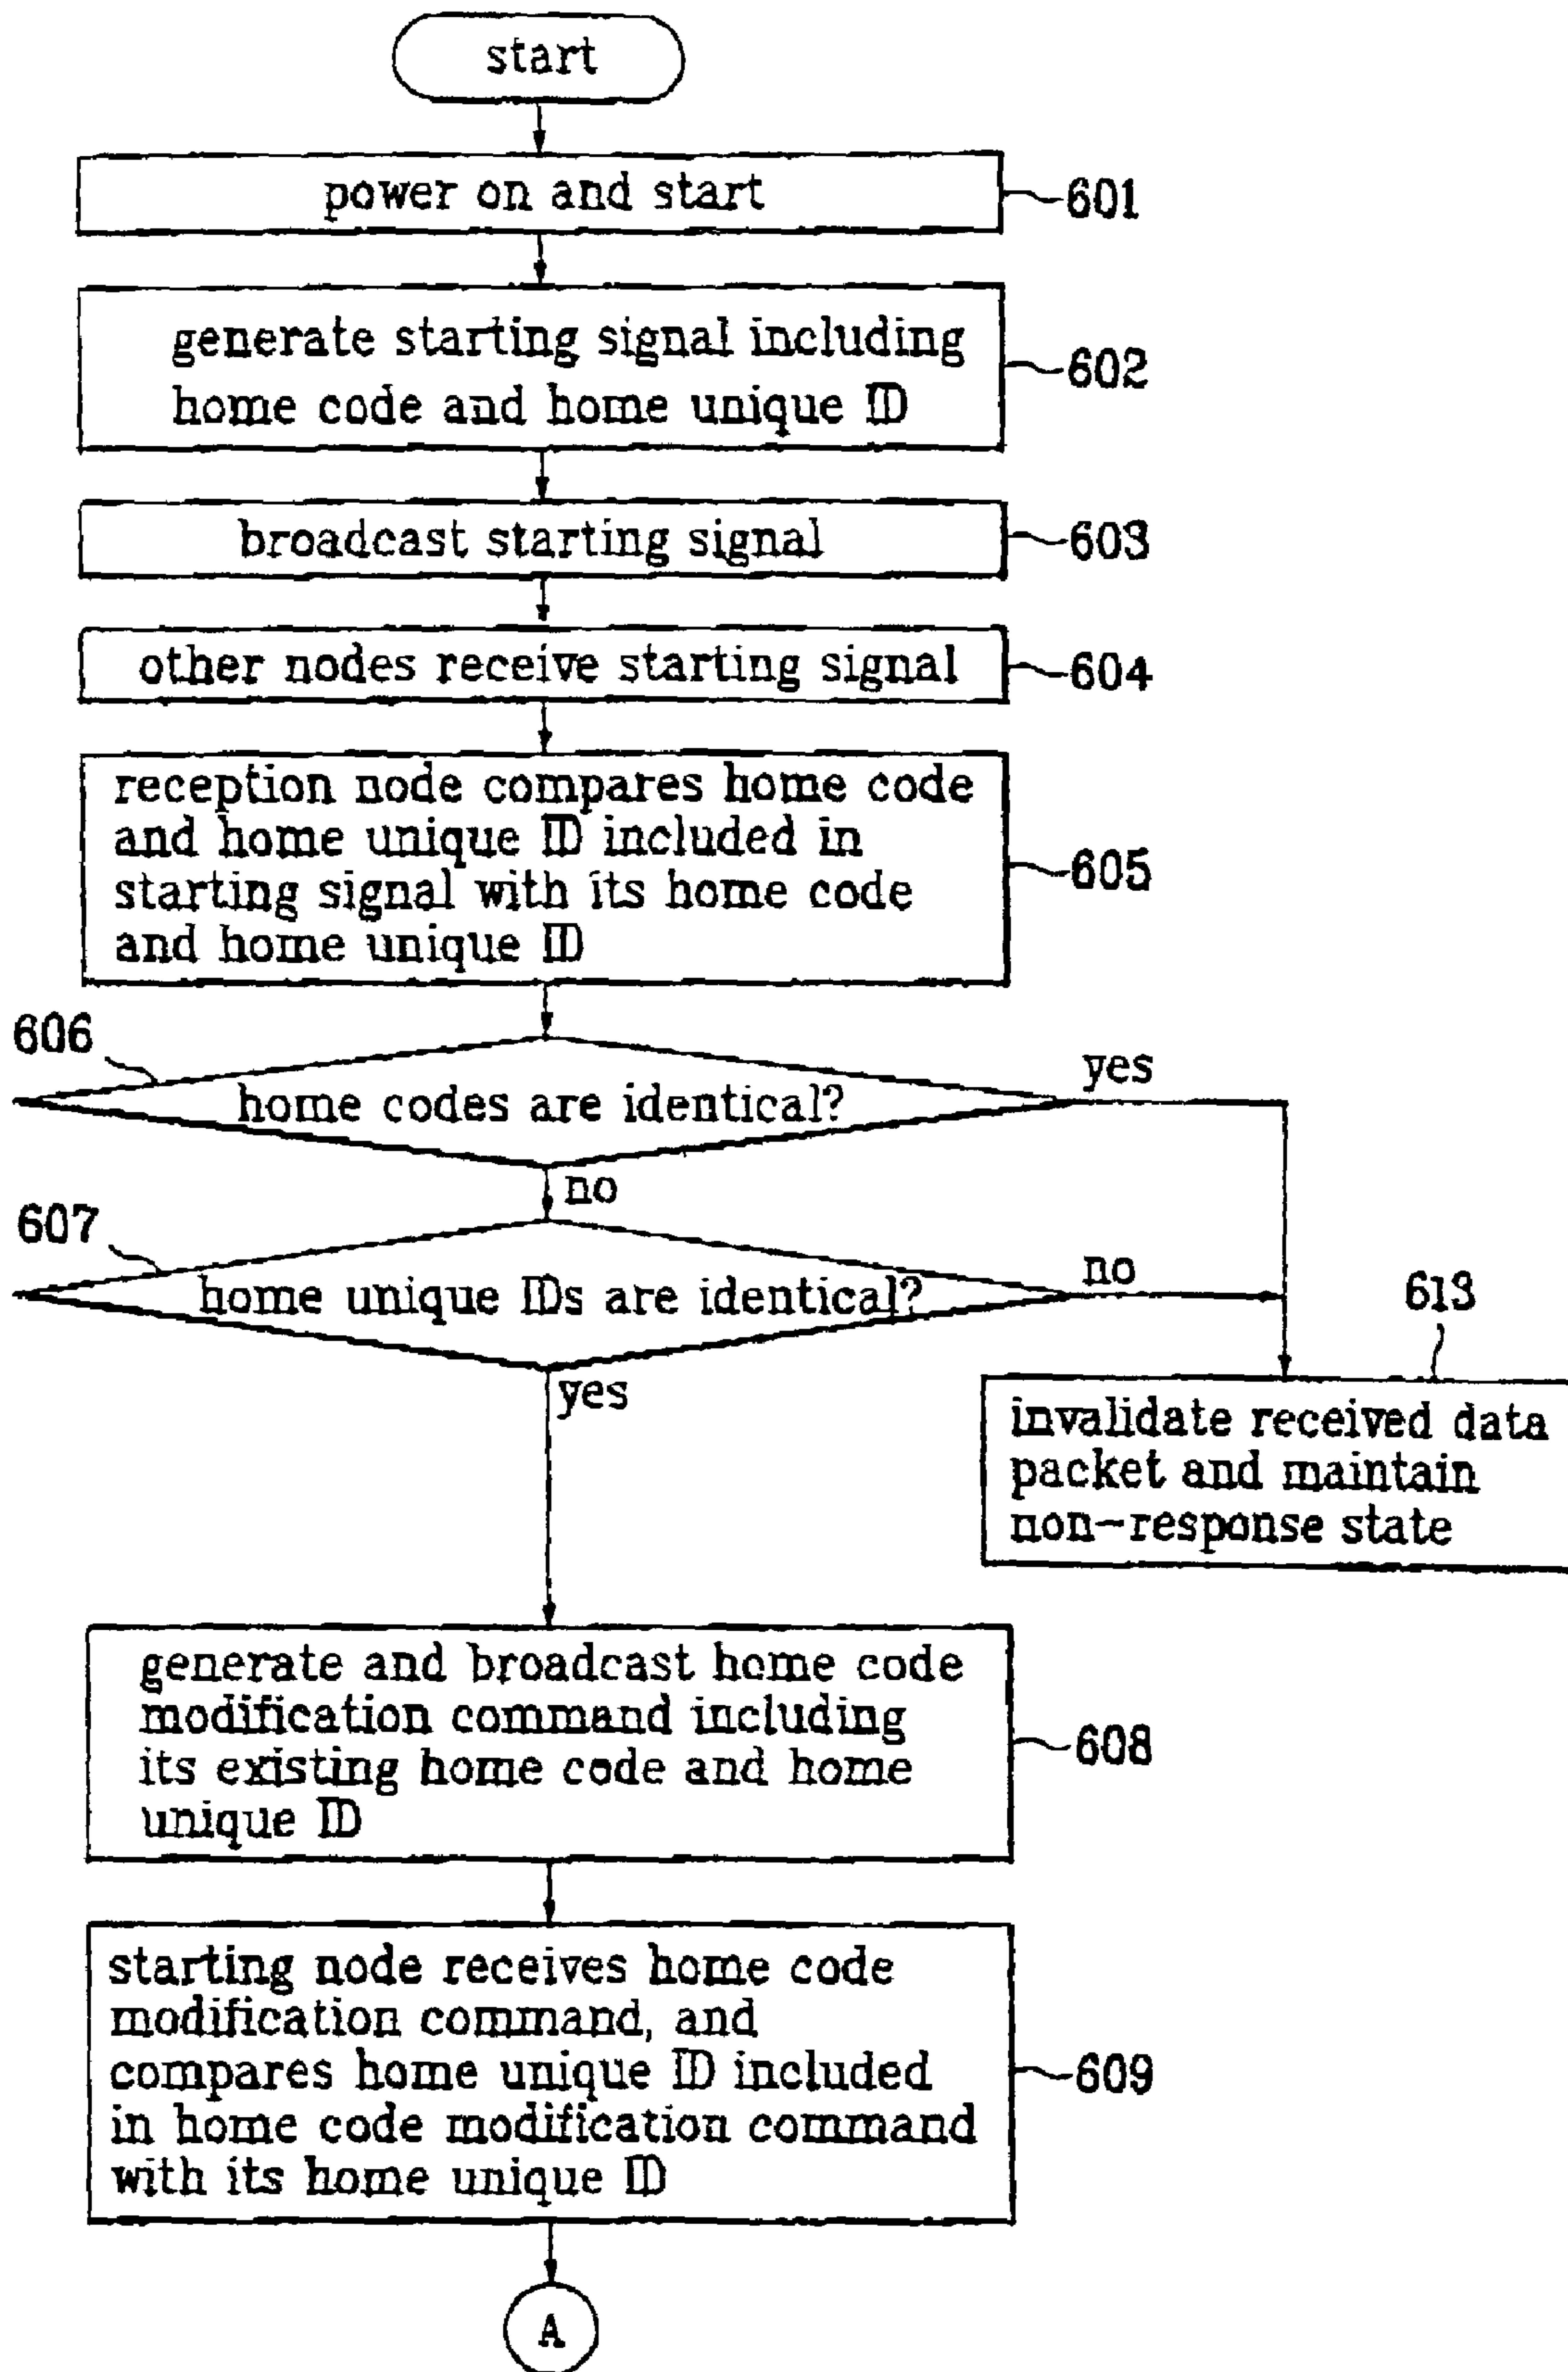 start
power on and start
601
generate starting signal including
home code and home unique ID
602
broadcast starting signal
603
other nodes receive starting signal
604
reception node compares home code
and home unique ID included in
starting signal with its home code
and home unique ID
605
606
home codes are identical?
yes
no
607
home unique IDs are identical?
no
yes
613
invalidate received data
packet and maintain
non-response state
generate and broadcast home code
modification command including
its existing home code and home
unique ID
608
starting node receives home code
modification command, and
compares home unique ID included
in home code modification command
with its home unique ID
609
A